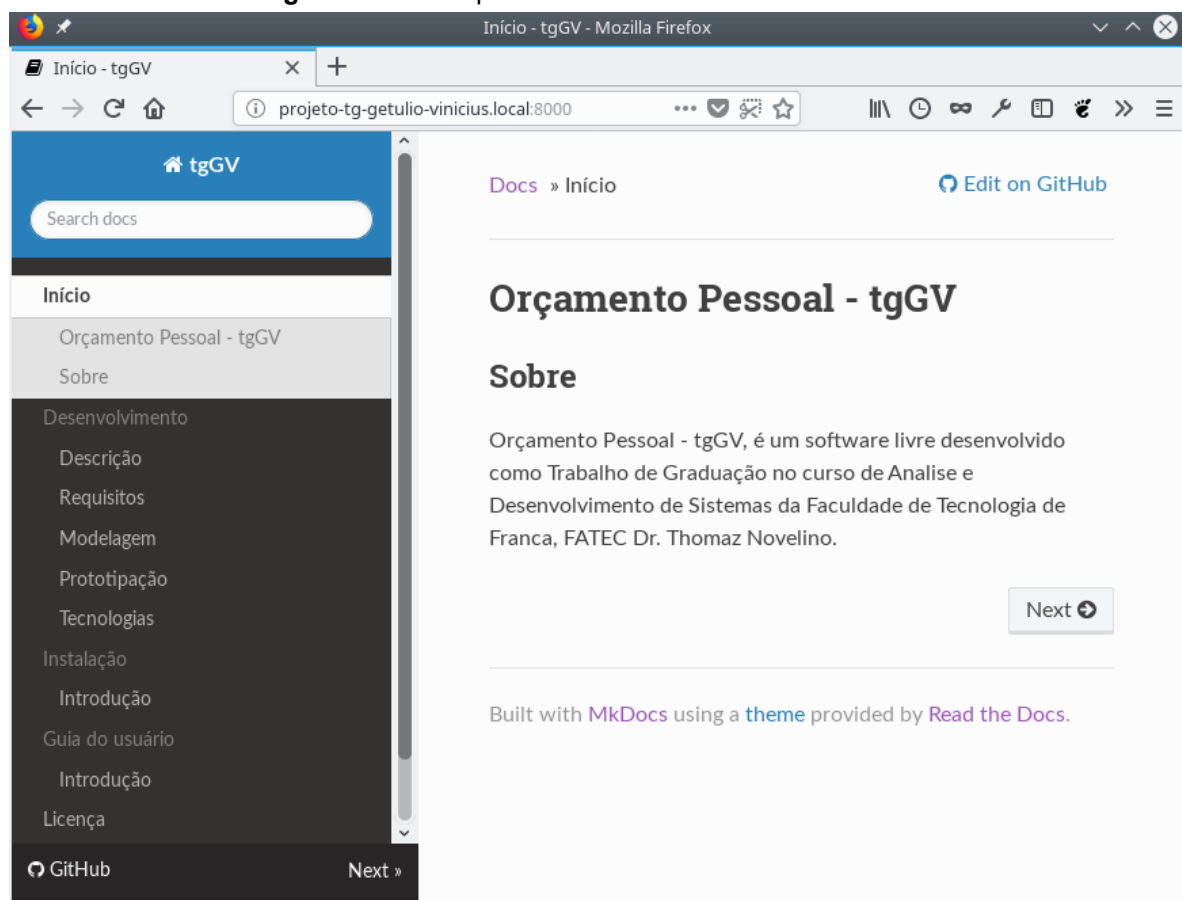 Início - tgGV - Mozilla Firefox
Início - tgGV
projeto-tg-getulio-vinicius.local:8000
tgGV
Search docs
Início
Orçamento Pessoal - tgGV
Sobre
Desenvolvimento
Descrição
Requisitos
Modelagem
Prototipação
Tecnologias
Instalação
Introdução
Guia do usuário
Introdução
Licença
GitHub
Next »
Docs » Início
Edit on GitHub
Orçamento Pessoal - tgGV
Sobre
Orçamento Pessoal - tgGV, é um software livre desenvolvido
como Trabalho de Graduação no curso de Analise e
Desenvolvimento de Sistemas da Faculdade de Tecnologia de
Franca, FATEC Dr. Thomaz Novelino.
Next
Built with MkDocs using a theme provided by Read the Docs.